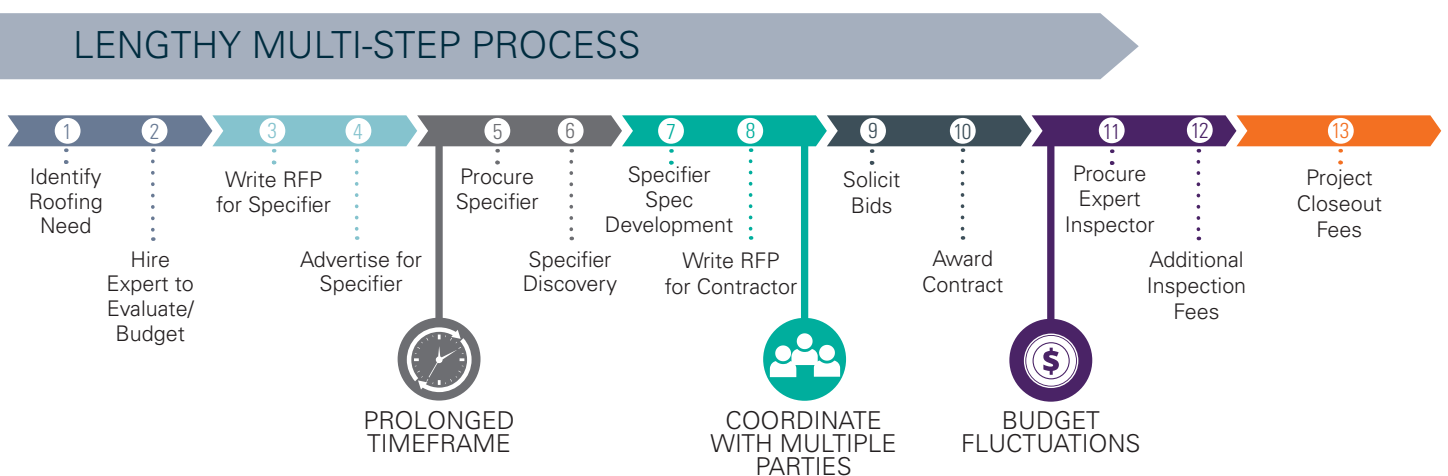 LENGTHY MULTI-STEP PROCESS
1
2
3
4
5
6
7
8
9
10
11
12
13
Identify
Roofing
Need
Hire
Expert to
Evaluate/
Budget
Write RFP
for Specifier
Advertise for
Specifier
Procure
Specifier
Specifier
Discovery
Specifier
Spec
Development
Write RFP
for Contractor
Solicit
Bids
Award
Contract
Procure
Expert
Inspector
Additional
Inspection
Fees
Project
Closeout
Fees
PROLONGED
TIMEFRAME
COORDINATE
WITH MULTIPLE
PARTIES
$
BUDGET
FLUCTUATIONS